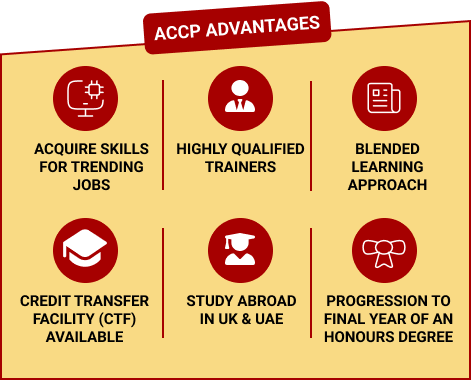 ACCP ADVANTAGES
ACQUIRE SKILLS
FOR TRENDING
JOBS
HIGHLY QUALIFIED
TRAINERS
BLENDED
LEARNING
APPROACH
CREDIT TRANSFER
FACILITY (CTF)
AVAILABLE
STUDY ABROAD
IN UK & UAE
PROGRESSION TO
FINAL YEAR OF AN
HONOURS DEGREE